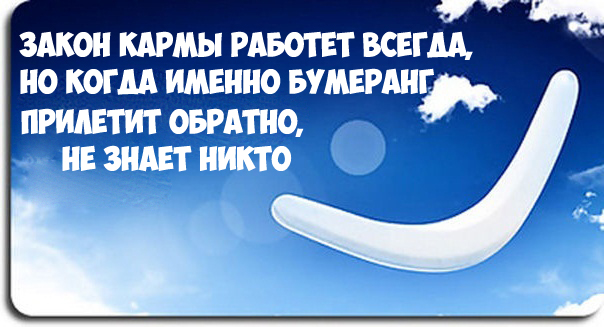 ЗАКОН КАРМЫ РАБОТЕТ ВСЕГДА,
НО КОГДА ИМЕННО БУМЕРАНГ
ПРИЛЕТИТ ОБРАТНО,
НЕ ЗНАЕТ НИКТО